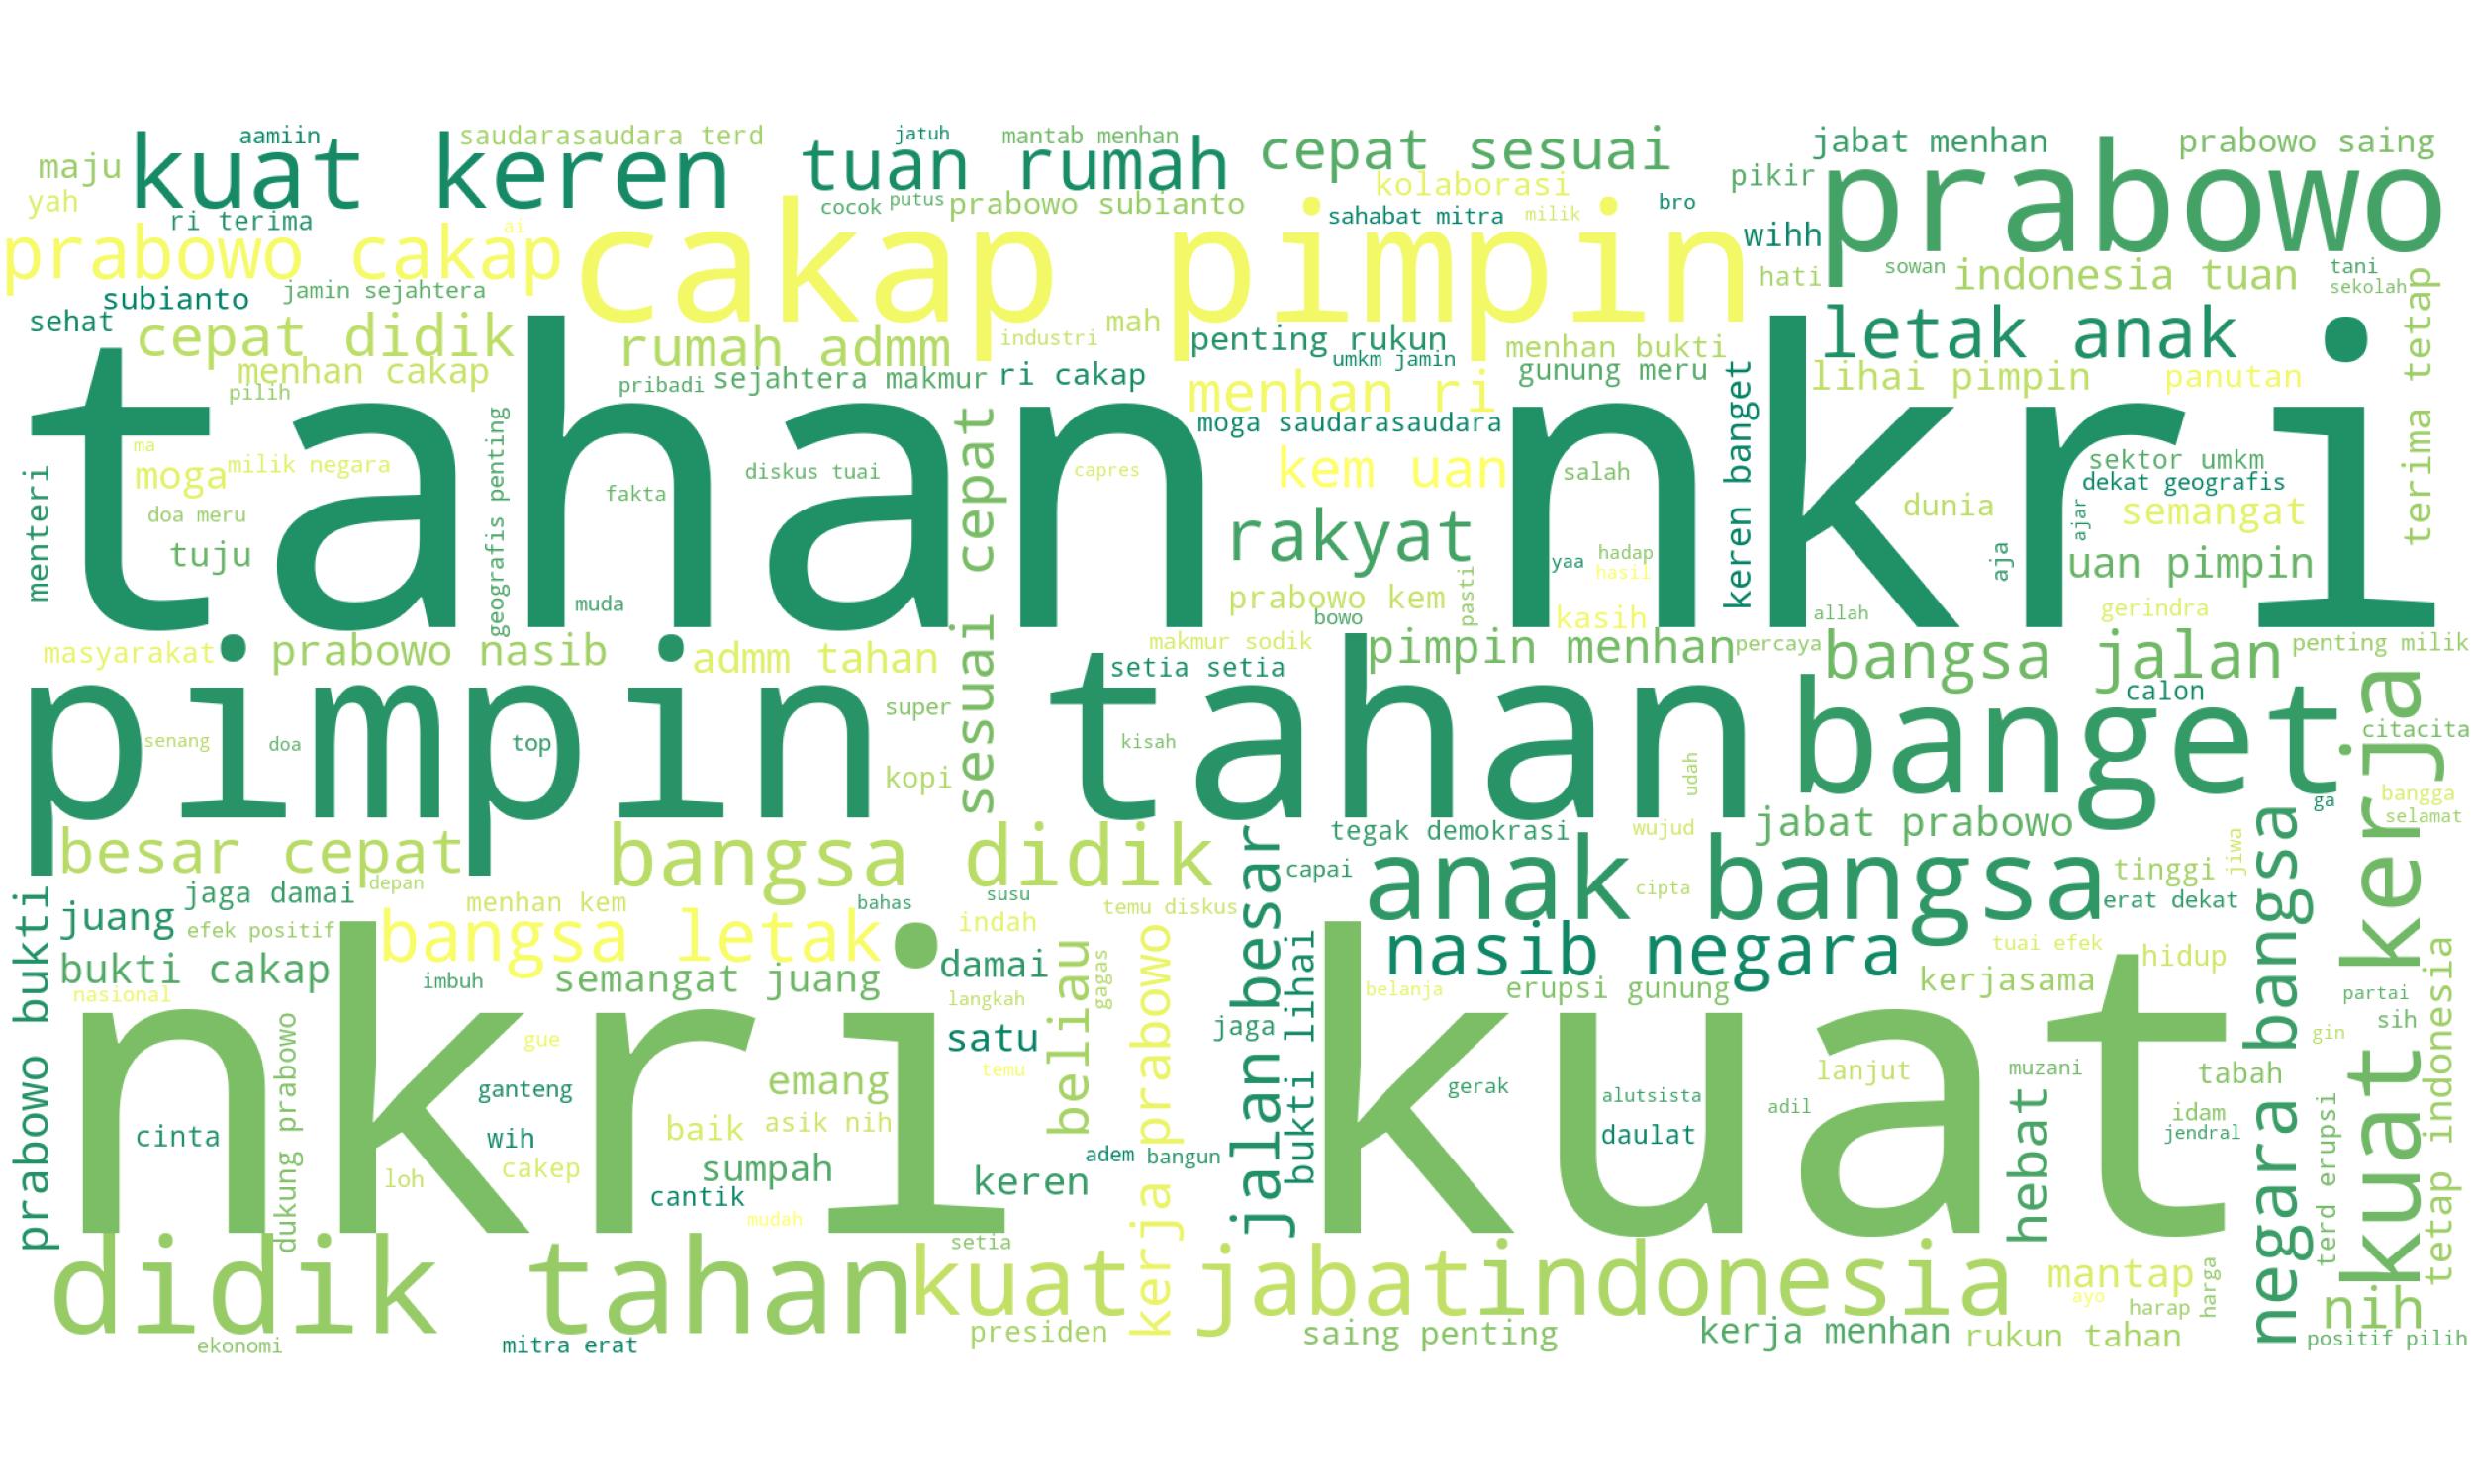 aamiin
saudarasaudara terd
jatuh
mantab menhan
cepat sesuai
jabat menhan
prabowo saing
maju
kuat keren
tuan rumah
kolaborasi
pikir
prabowo
yah
ri terima
cocok
putus
prabowo subianto
sahabat mitra
milik
bro
prabowo cakap
ai
cakap pimpin
wihh
subianto
jamin sejahtera
hati
sowan
indonesia tuan
tani
sekolah
sehat
cepat didik
rumah admm
industri
mah
penting rukun
menhan bukti
letak anak
terima tetap
menhan cakap
pilih
pribadi
sejahtera makmur
ri cakap
umkm jamin
gunung meru
lihai pimpin
panutan
menhan ri
keren banget
tahan nkri
moga saudarasaudara
ma
moga
milik negara
geografis penting
diskus tuai
sesuai cepat
capres
kem uan
salah
sektor umkm
dekat geografis
menteri
doa meru
fakta
rakyat
dunia
ajar
semangat
tuju
yaa
hadap
hasil
aja
uan pimpin
muda
prabowo kem
bowo
pasti
kasih
allah
gerindra
masyarakat
prabowo nasib
admm tahan
makmur sodik
pimpin menhan
percaya
bangsa jalan
penting milik
setia setia
calon
pimpin tahan
banget
super
citacita
senang
doa
top
kisah
kopi
udah
kuat kerja
bangga
ga
selamat
besar cepat
bangsa didik
tegak demokrasi
wujud
jabat prabowo
jalan besar
capai
anak bangsa
tinggi
jiwa
negara bangsa
prabowo bukti
jaga damai
depan
menhan kem
bahas
susu
temu diskus
cipta
erat dekat
juang
efek positif
bangsa letak
indah
kerja prabowo
bukti lihai
nasib negara
tuai efek
hidup
bukti cakap
imbuh
semangat juang
damai
beliau
gagas
belanja
erupsi gunung
kerjasama
partai
tetap indonesia
nasional
langkah
nkri
kuat
dukung prabowo
gue
satu
jaga
sih
gin
temu
ganteng
emang
gerak
alutsista
lanjut
muzani
tabah
cinta
wih
baik
asik nih
daulat
adil
hebat
idam
jendral
terd erupsi
loh
cakep
sumpah
keren
adem
bangun
cantik
mudah
setia
didik tahan
kuat jabat
indonesia
mantap
ayo
harap
harga
nih
ekonomi
mitra erat
presiden
saing penting
kerja menhan
rukun tahan
positif pilih